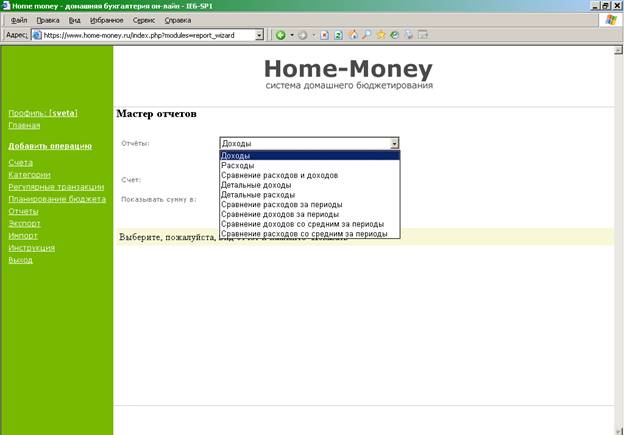 Home money - домашняя бухгалтерия он-лайн - IE6-SP1
Файл Правка Вид Избранное Сервис Справка
Адрес: https://www.home-money.ru/index.php?modules=report_wizard
Home-Money
система домашнего бюджетирования
Профиль: [sveta]
Главная
Добавить операцию
Счета
Категории
Регулярные транзакции
Планирование бюджета
Отчеты
Экспорт
Импорт
Инструкция
Выход
Мастер отчетов
Отчёты: Доходы
Доходы
Расходы
Сравнение расходов и доходов
Детальные доходы
Детальные расходы
Сравнение расходов за периоды
Сравнение доходов за периоды
Сравнение доходов со средним за периоды
Сравнение расходов со средним за периоды
Счет:
Показывать сумму в:
Выберите, пожалуйста,